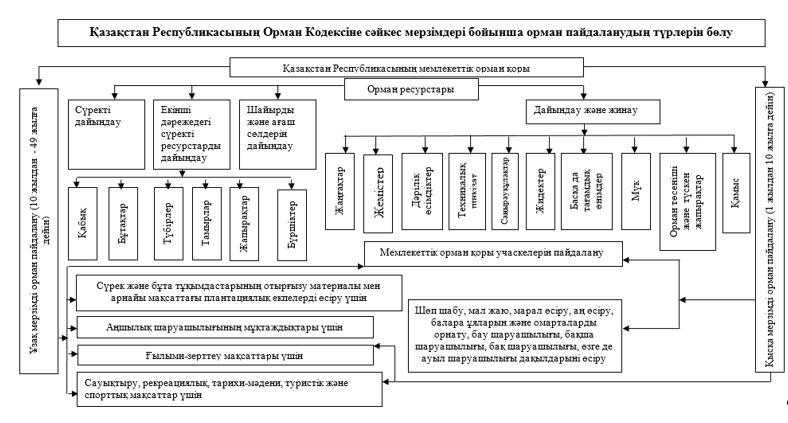 Қазақстан Республикасының Орман Кодексіне сәйкес мерзімдері бойынша орман пайдаланудың түрлерін бөлу
Қазақстан Республикасының мемлекеттік орман қоры
Орман ресурстары
Ұзақ мерзімді орман пайдалану (10 жылдан - 49 жылға
дейін)
Сүректі
дайындау
Екінші
дәрежедегі
сүректі
ресурстарды
дайындау
Шайырды
және ағаш
сөлдерін
дайындау
Дайындау және жинау
Қабық
Бұтақтар
Түбірлер
Тамырлар
Жапырақтар
Бүршіктер
Жаңғақтар
Жемістер
Дәрілік
өсімдіктер
Техникалық
шикізат
Саңырауқұлақтар
Жидектер
Басқа да
тағамдық
өнімдер
Мүк
Орман төсеніші
және түскен
жапырақтар
Қамыс
Қысқа мерзімді орман пайдалану (1 жылдан 10 жылға дейін)
Мемлекеттік орман қоры учаскелерін пайдалану
Сүрек және бұта тұқымдастарының отырғызу материалы мен
арнайы мақсаттағы плантациялық екпелерді өсіру үшін
Аңшылық шаруашылығының мұқтаждықтары үшін
Ғылыми-зерттеу мақсаттары үшін
Сауықтыру, рекреациялық, тарихи-мәдени, туристік және
спорттық мақсаттар үшін
Шөп шабу, мал жаю, марал өсіру, аң өсіру,
балара ұяларын және омарталарды
орнату, бау шаруашылығы, бақша
шаруашылығы, бақ шаруашылығы, өзге де
ауыл шаруашылығы дақылдарыні өсіру